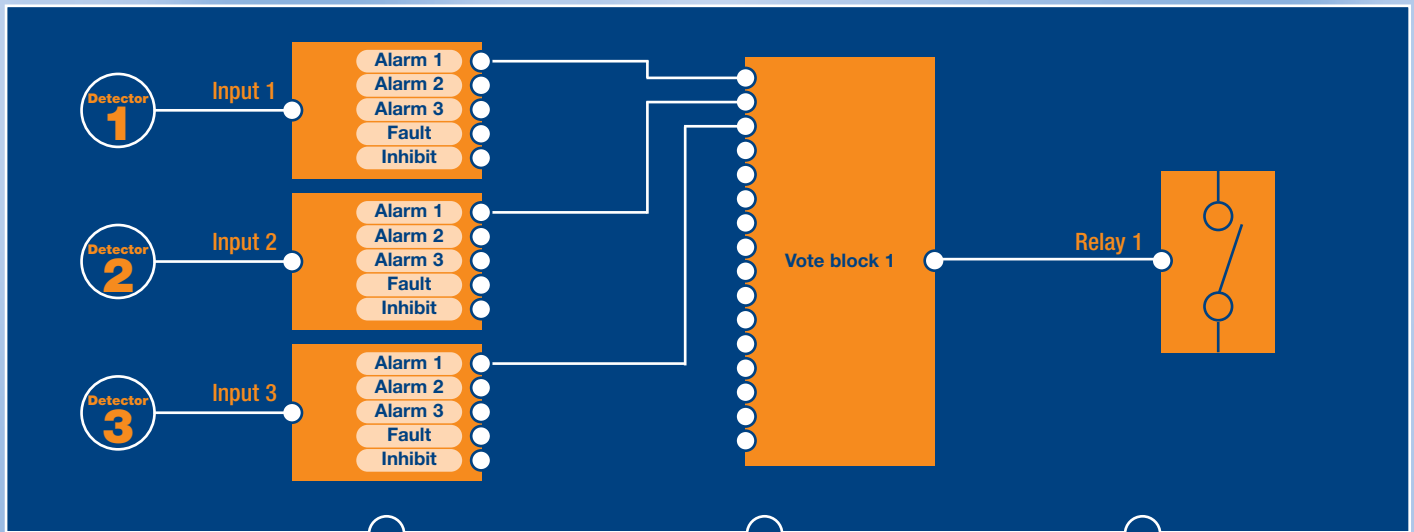 Detector
1
Input 1
Alarm 1
Alarm 2
Alarm 3
Fault
Inhibit
Detector
2
Input 2
Alarm 1
Alarm 2
Alarm 3
Fault
Inhibit
Detector
3
Input 3
Alarm 1
Alarm 2
Alarm 3
Fault
Inhibit
Vote block 1
Relay 1